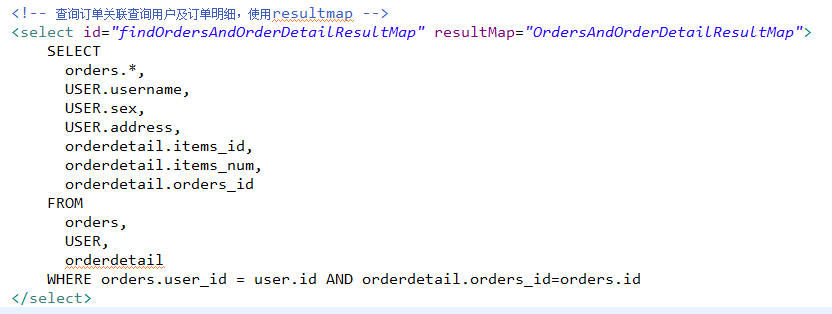 <!-- 查询订单关联查询用户及订单明细，使用resultmap -->
<select id="findOrdersAndOrderDetailResultMap" resultMap="OrdersAndOrderDetailResultMap">
    SELECT
      orders.*,
      USER.username,
      USER.sex,
      USER.address,
      orderdetail.items_id,
      orderdetail.items_num,
      orderdetail.orders_id
    FROM
      orders,
      USER,
      orderdetail
    WHERE orders.user_id = user.id AND orderdetail.orders_id=orders.id
</select>